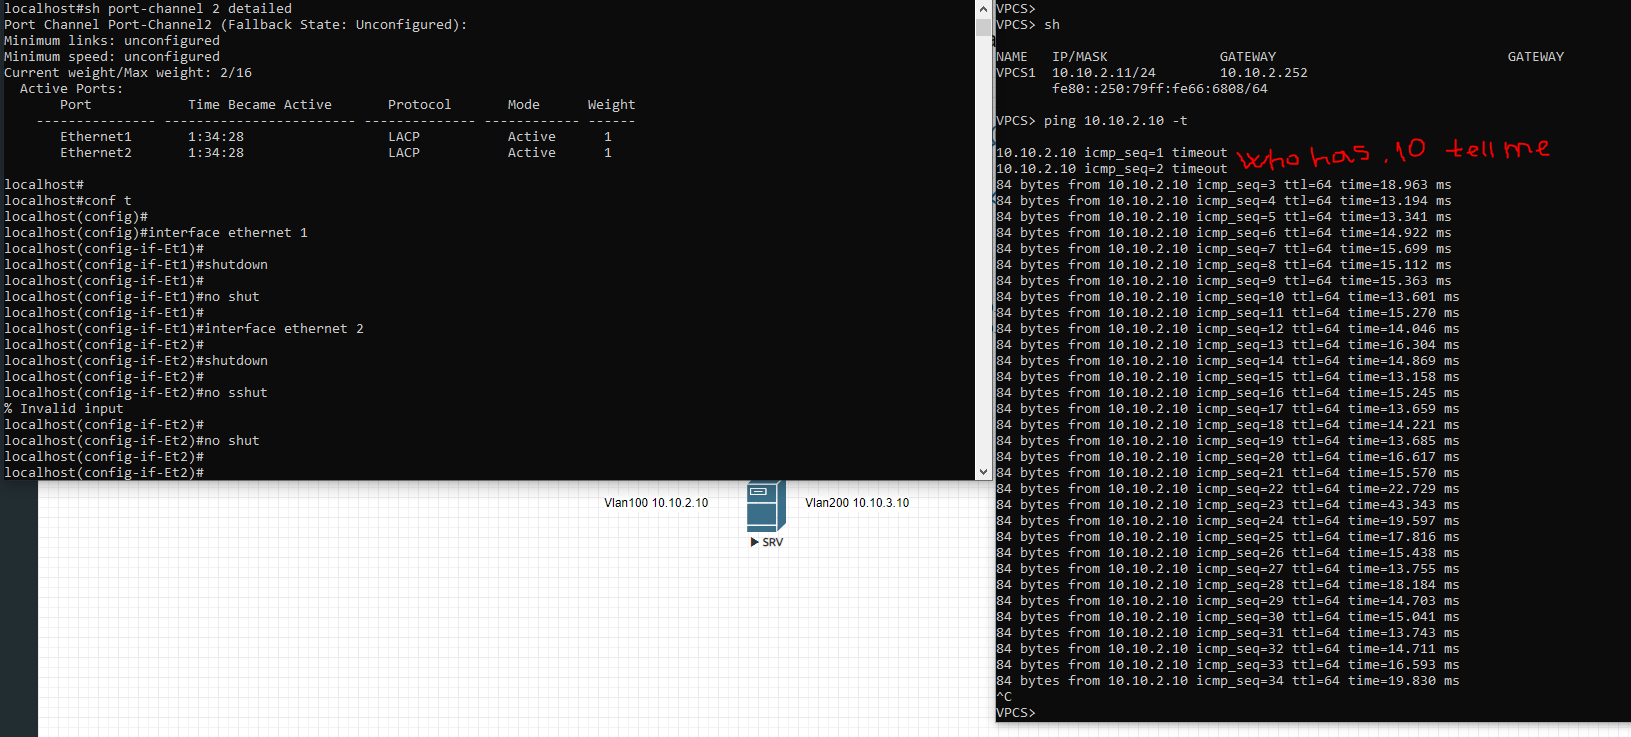 localhost#sh port-channel 2 detailed
Port Channel Port-Channel2 (Fallback State: Unconfigured):
Minimum links: unconfigured
Minimum speed: unconfigured
Current weight/Max weight: 2/16
Active Ports:
Port Time Became Active Protocol Mode Weight
--------------- ------------------------ -------------- ------------ ------
Ethernet1 1:34:28 LACP Active 1
Ethernet2 1:34:28 LACP Active 1
localhost#
localhost#conf t
localhost(config)#
localhost(config)#interface ethernet 1
localhost(config-if-Et1)#
localhost(config-if-Et1)#shutdown
localhost(config-if-Et1)#
localhost(config-if-Et1)#no shut
localhost(config-if-Et1)#
localhost(config-if-Et1)#interface ethernet 2
localhost(config-if-Et2)#
localhost(config-if-Et2)#shutdown
localhost(config-if-Et2)#
localhost(config-if-Et2)#no sshut
% Invalid input
localhost(config-if-Et2)#
localhost(config-if-Et2)#no shut
localhost(config-if-Et2)#
localhost(config-if-Et2)#
Vlan100 10.10.2.10
Vlan200 10.10.3.10
SRV
VPCS>
VPCS> sh
NAME IP/MASK GATEWAY GATEWAY
VPCS1 10.10.2.11/24 10.10.2.252
fe80::250:79ff:fe66:6808/64
VPCS> ping 10.10.2.10 -t
10.10.2.10 icmp_seq=1 timeout
who has .10 tell me
10.10.2.10 icmp_seq=2 timeout
84 bytes from 10.10.2.10 icmp_seq=3 ttl=64 time=18.963 ms
84 bytes from 10.10.2.10 icmp_seq=4 ttl=64 time=13.194 ms
84 bytes from 10.10.2.10 icmp_seq=5 ttl=64 time=13.341 ms
84 bytes from 10.10.2.10 icmp_seq=6 ttl=64 time=14.922 ms
84 bytes from 10.10.2.10 icmp_seq=7 ttl=64 time=15.699 ms
84 bytes from 10.10.2.10 icmp_seq=8 ttl=64 time=15.112 ms
84 bytes from 10.10.2.10 icmp_seq=9 ttl=64 time=15.363 ms
84 bytes from 10.10.2.10 icmp_seq=10 ttl=64 time=13.601 ms
84 bytes from 10.10.2.10 icmp_seq=11 ttl=64 time=15.270 ms
84 bytes from 10.10.2.10 icmp_seq=12 ttl=64 time=14.046 ms
84 bytes from 10.10.2.10 icmp_seq=13 ttl=64 time=16.304 ms
84 bytes from 10.10.2.10 icmp_seq=14 ttl=64 time=14.869 ms
84 bytes from 10.10.2.10 icmp_seq=15 ttl=64 time=13.158 ms
84 bytes from 10.10.2.10 icmp_seq=16 ttl=64 time=15.245 ms
84 bytes from 10.10.2.10 icmp_seq=17 ttl=64 time=13.659 ms
84 bytes from 10.10.2.10 icmp_seq=18 ttl=64 time=14.221 ms
84 bytes from 10.10.2.10 icmp_seq=19 ttl=64 time=13.685 ms
84 bytes from 10.10.2.10 icmp_seq=20 ttl=64 time=16.617 ms
84 bytes from 10.10.2.10 icmp_seq=21 ttl=64 time=15.570 ms
84 bytes from 10.10.2.10 icmp_seq=22 ttl=64 time=22.729 ms
84 bytes from 10.10.2.10 icmp_seq=23 ttl=64 time=43.343 ms
84 bytes from 10.10.2.10 icmp_seq=24 ttl=64 time=19.597 ms
84 bytes from 10.10.2.10 icmp_seq=25 ttl=64 time=17.816 ms
84 bytes from 10.10.2.10 icmp_seq=26 ttl=64 time=15.438 ms
84 bytes from 10.10.2.10 icmp_seq=27 ttl=64 time=13.755 ms
84 bytes from 10.10.2.10 icmp_seq=28 ttl=64 time=18.184 ms
84 bytes from 10.10.2.10 icmp_seq=29 ttl=64 time=14.703 ms
84 bytes from 10.10.2.10 icmp_seq=30 ttl=64 time=15.041 ms
84 bytes from 10.10.2.10 icmp_seq=31 ttl=64 time=13.743 ms
84 bytes from 10.10.2.10 icmp_seq=32 ttl=64 time=14.711 ms
84 bytes from 10.10.2.10 icmp_seq=33 ttl=64 time=16.593 ms
84 bytes from 10.10.2.10 icmp_seq=34 ttl=64 time=19.830 ms
^C
VPCS>